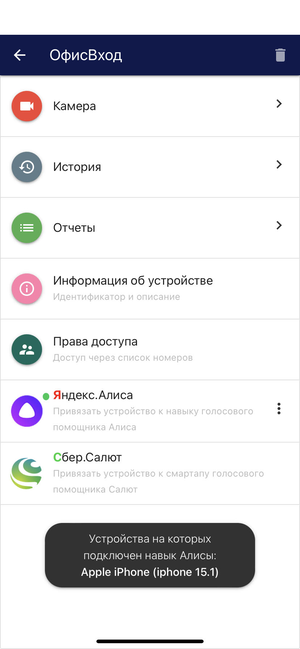 ОфисВход
Камера
История
Отчеты
Информация об устройстве
Идентификатор и описание
Права доступа
Доступ через список номеров
Яндекс.Алиса
Привязать устройство к навыку голосового
помощника Алиса
Сбер.Салют
Привязать устройство к смартапу голосового
помощника Салют
Устройства на которых
подключен навык Алисы:
Apple iPhone (iphone 15.1)